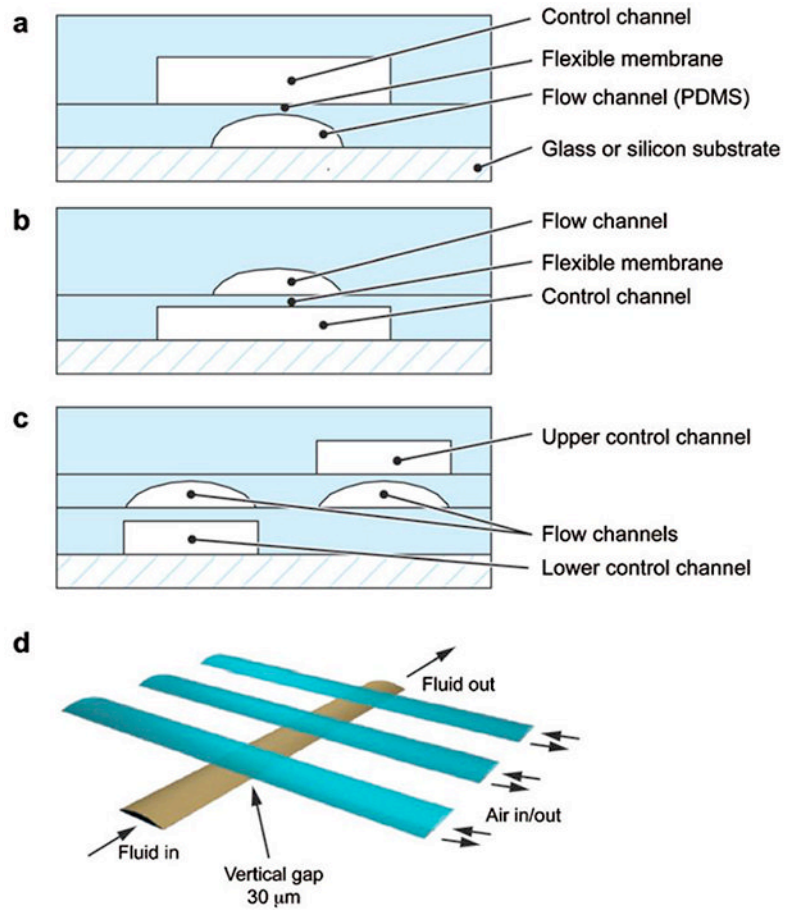 a
Control channel
Flexible membrane
Flow channel (PDMS)
Glass or silicon substrate
b
Flow channel
Flexible membrane
Control channel
c
Upper control channel
Flow channels
Lower control channel
d
Fluid out
Air in/out
Fluid in
Vertical gap
30 μm